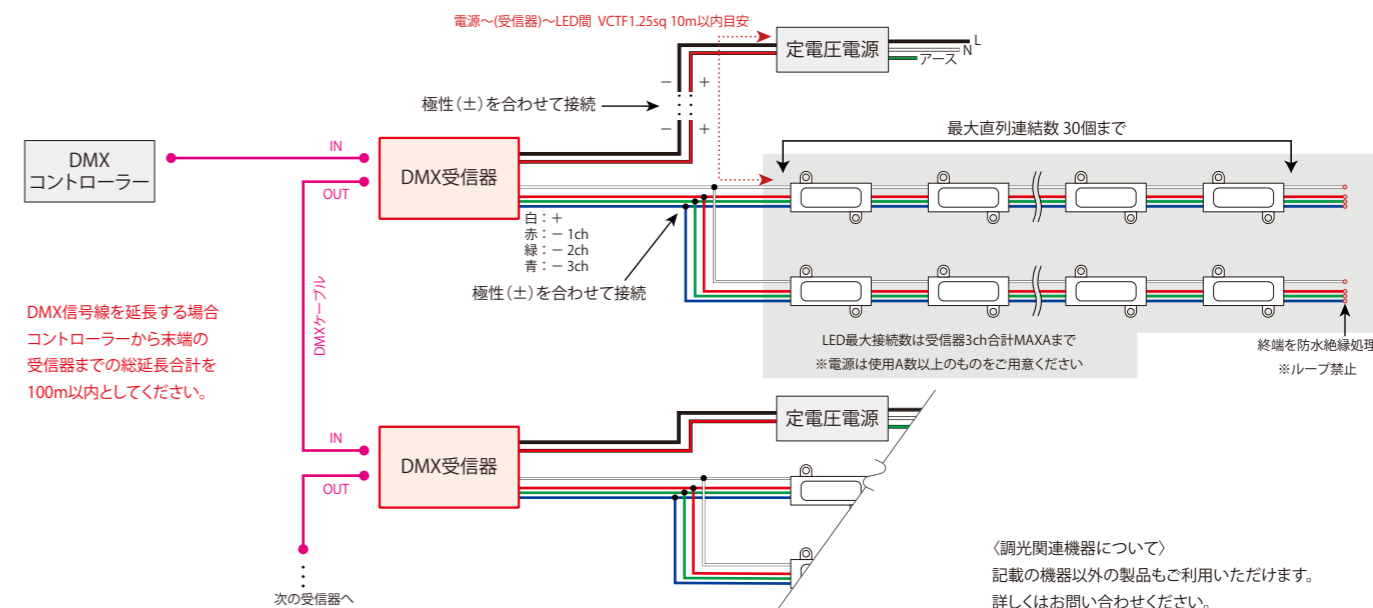 電源～(受信器)～LED間 VCTF1.25sq 10m以内目安
定電圧電源
L
N
アース
－ ＋
極性(±)を合わせて接続
－ ＋
最大直列連結数 30個まで
DMX
コントローラー
IN
OUT
DMX受信器
白：＋
赤：－ 1ch
緑：－ 2ch
青：－ 3ch
極性(±)を合わせて接続
DMXケーブル
DMX信号線を延長する場合
コントローラーから末端の
受信器までの総延長合計を
100m以内としてください。
LED最大接続数は受信器3ch合計MAXAまで
※電源は使用A数以上のものをご用意ください
終端を防水絶縁処理
※ループ禁止
定電圧電源
IN
OUT
DMX受信器
次の受信器へ
〈調光関連機器について〉
記載の機器以外の製品もご利用いただけます。
詳しくはお問い合わせください。